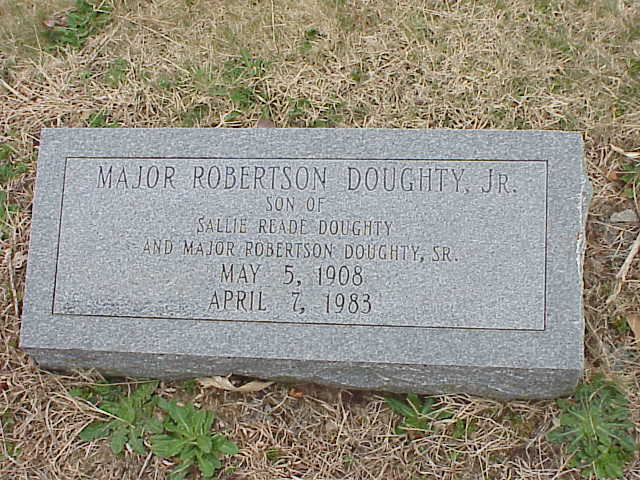 MAJOR ROBERTSON DOUGHTY, JR.
SON OF
SALLIE READE DOUGHTY
AND MAJOR ROBERTSON DOUGHTY, SR.
MAY 5, 1908
APRIL 7, 1983